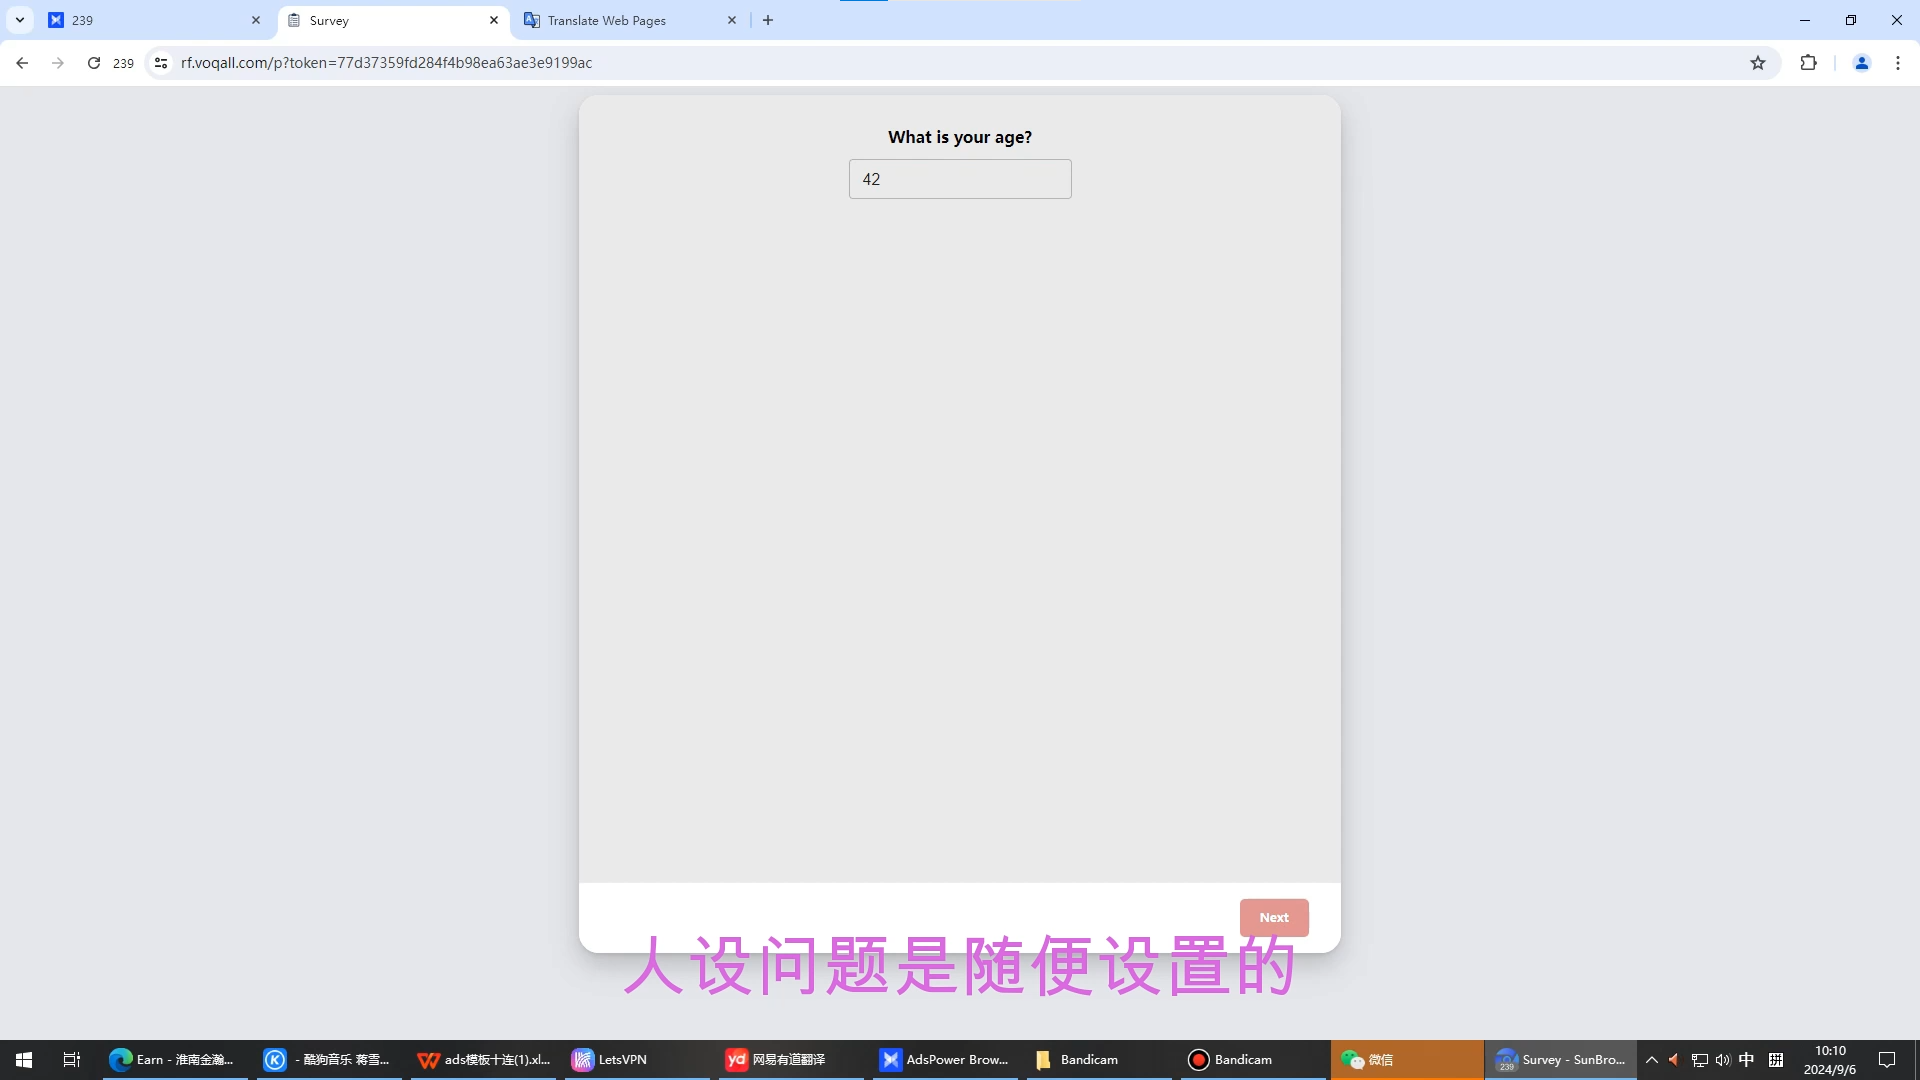 239
Survey
Translate Web Pages
239
rf.voqall.com/p?token=77d37359fd284f4b98ea63ae3e9199ac
What is your age?
42
Next
人设问题是随便设置的
Earn - 淮南金瀚...
- 酷狗音乐 蒋雪...
ads模板十连(1).xl...
LetsVPN
yd 网易有道翻译
AdsPower Brow...
Bandicam
Bandicam
微信
239 Survey - SunBro...
中
拼
10:10
2024/9/6